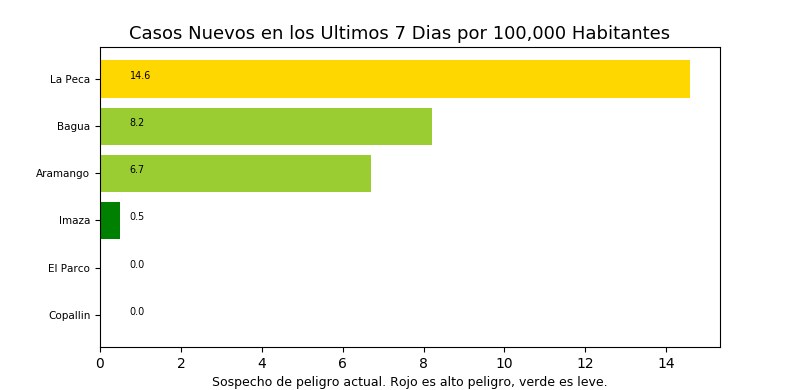 Casos Nuevos en los Ultimos 7 Dias por 100,000 Habitantes
La Peca 14.6
Bagua 8.2
Aramango 6.7
Imaza 0.5
El Parco 0.0
Copallin 0.0
0 2 4 6 8 10 12 14
Sospecho de peligro actual. Rojo es alto peligro, verde es leve.